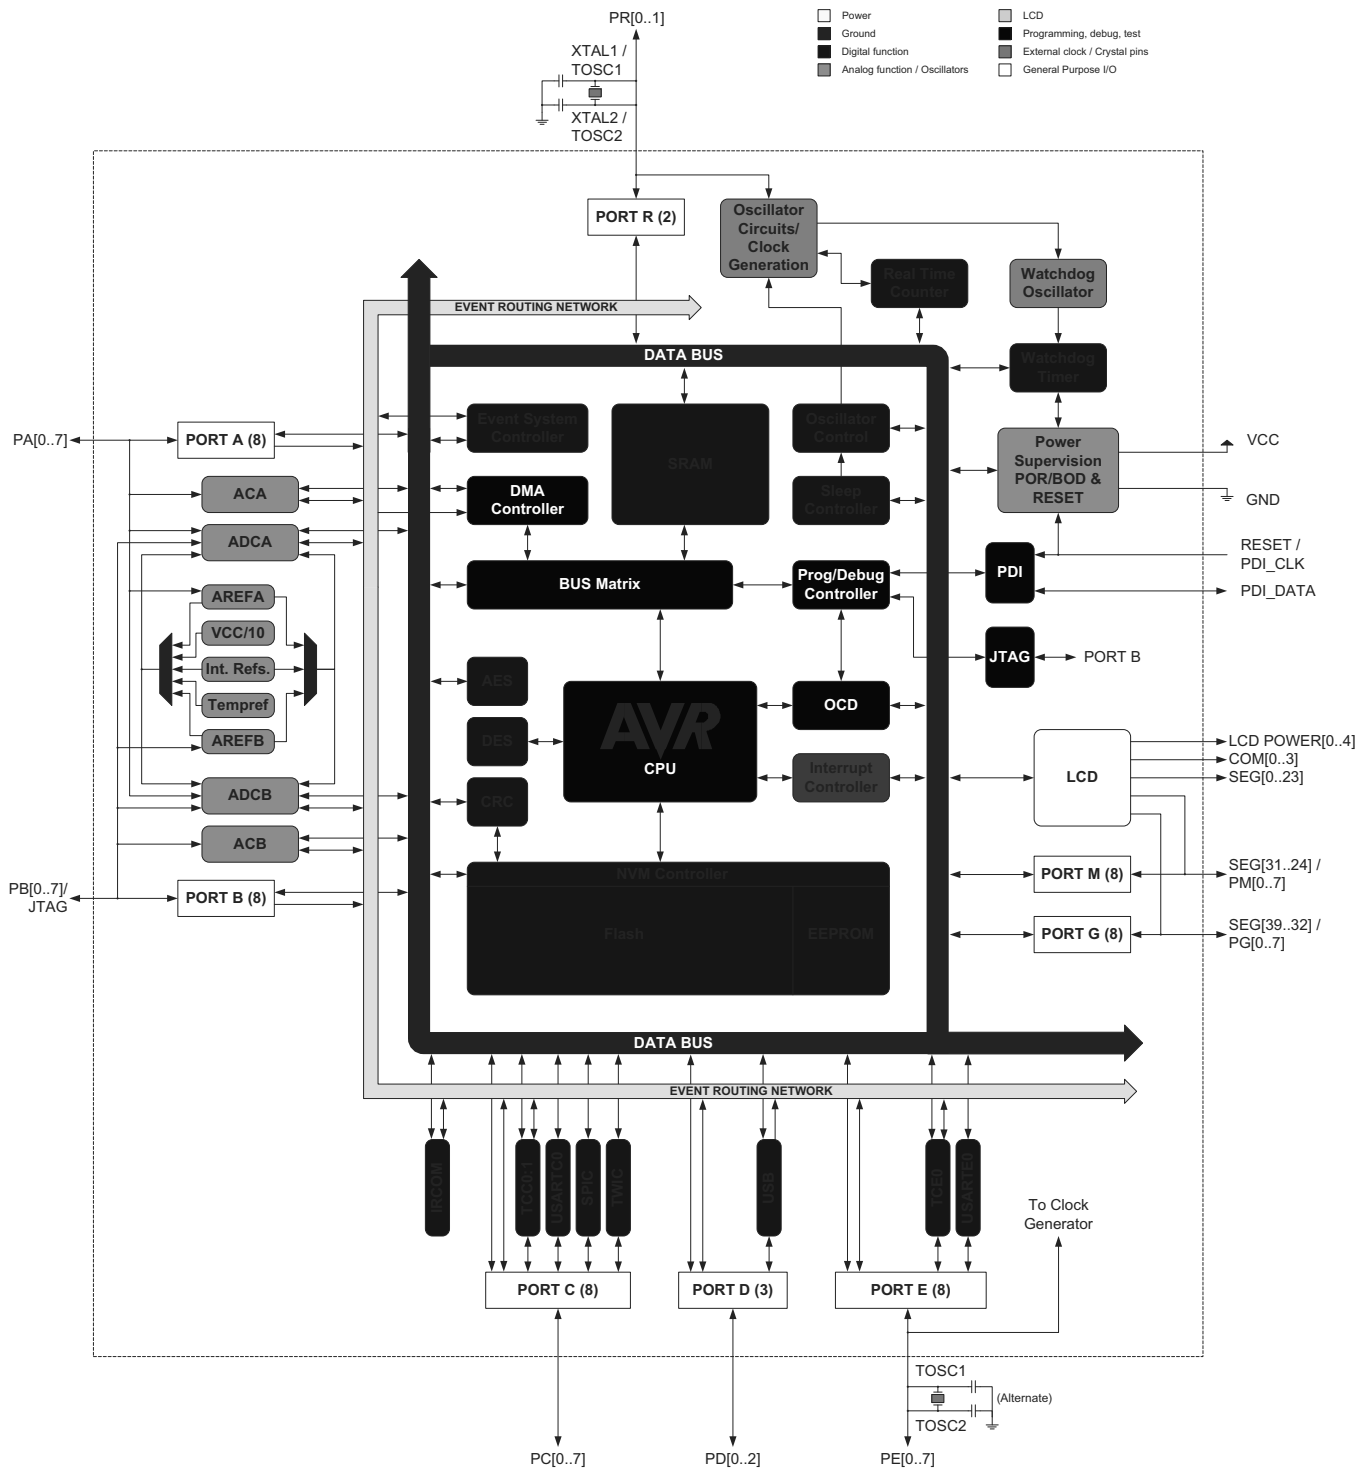 PR[0..1]
Power
Ground
Digital function
Analog function / Oscillators
LCD
Programming, debug, test
External clock / Crystal pins
General Purpose I/O
XTAL1 /
TOSC1
XTAL2 /
TOSC2
PORT R (2)
Oscillator
Circuits/
Clock
Generation
Real Time
Counter
Watchdog
Oscillator
EVENT ROUTING NETWORK
DATA BUS
Watchdog
Timer
PA[0..7]
PORT A (8)
Event System
Controller
SRAM
Oscillator
Control
Power
Supervision
POR/BOD &
RESET
VCC
GND
ACA
DMA
Controller
Sleep
Controller
ADCA
BUS Matrix
Prog/Debug
Controller
PDI
RESET /
PDI_CLK
PDI_DATA
AREFA
VCC/10
Int. Refs.
Tempref
AREFB
JTAG
PORT B
AES
AVR
CPU
OCD
DES
Interrupt
Controller
LCD
LCD POWER[0..4]
COM[0..3]
SEG[0..23]
ADCB
CRC
ACB
NVM Controller
Flash
EEPROM
PORT M (8)
SEG[31..24] /
PM[0..7]
PB[0..7]/
JTAG
PORT B (8)
PORT G (8)
SEG[39..32] /
PG[0..7]
DATA BUS
EVENT ROUTING NETWORK
IRCOM
TCC0:1
USARTC0
SPIC
TWIC
USB
TCE0
USARTE0
To Clock
Generator
PORT C (8)
PORT D (3)
PORT E (8)
TOSC1
(Alternate)
TOSC2
PC[0..7]
PD[0..2]
PE[0..7]